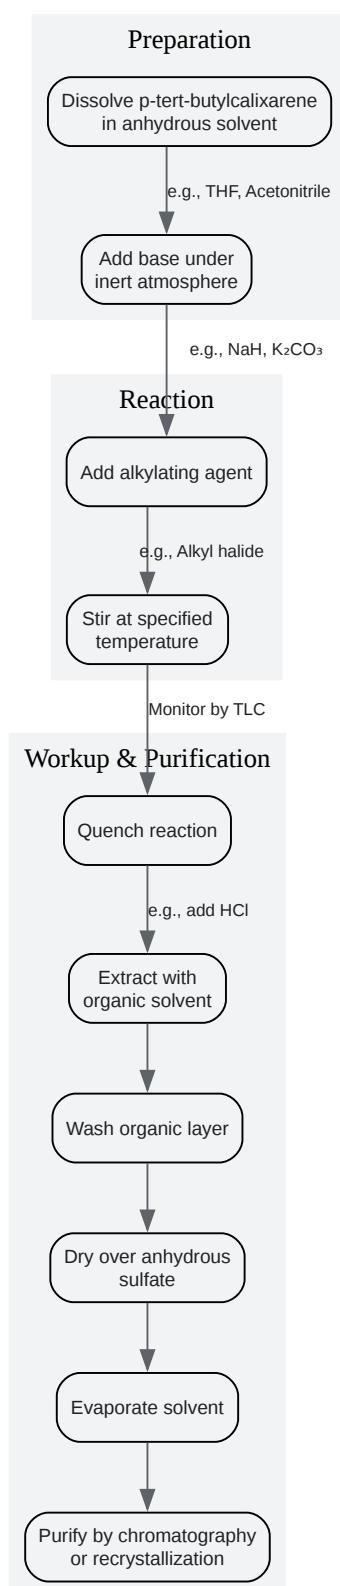 Preparation
Dissolve p-tert-butylcalixarene
in anhydrous solvent
e.g., THF, Acetonitrile
Add base under
inert atmosphere
e.g., NaH, K₂CO₃
Reaction
Add alkylating agent
e.g., Alkyl halide
Stir at specified
temperature
Monitor by TLC
Workup & Purification
Quench reaction
e.g., add HCl
Extract with
organic solvent
Wash organic layer
Dry over anhydrous
sulfate
Evaporate solvent
Purify by chromatography
or recrystallization